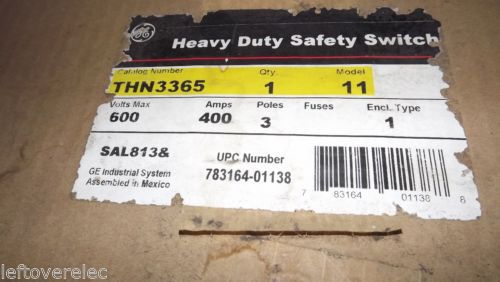 GE Heavy Duty Safety Switch
Catalog Number Qty. Model
THN3365 1 11
Volts Max Amps Poles Fuses Encl. Type
600 400 3 1
SAL813&
UPC Number
GE Industrial System
Assembled in Mexico
783164-01138
7 83164 01138 8
leftoverelec